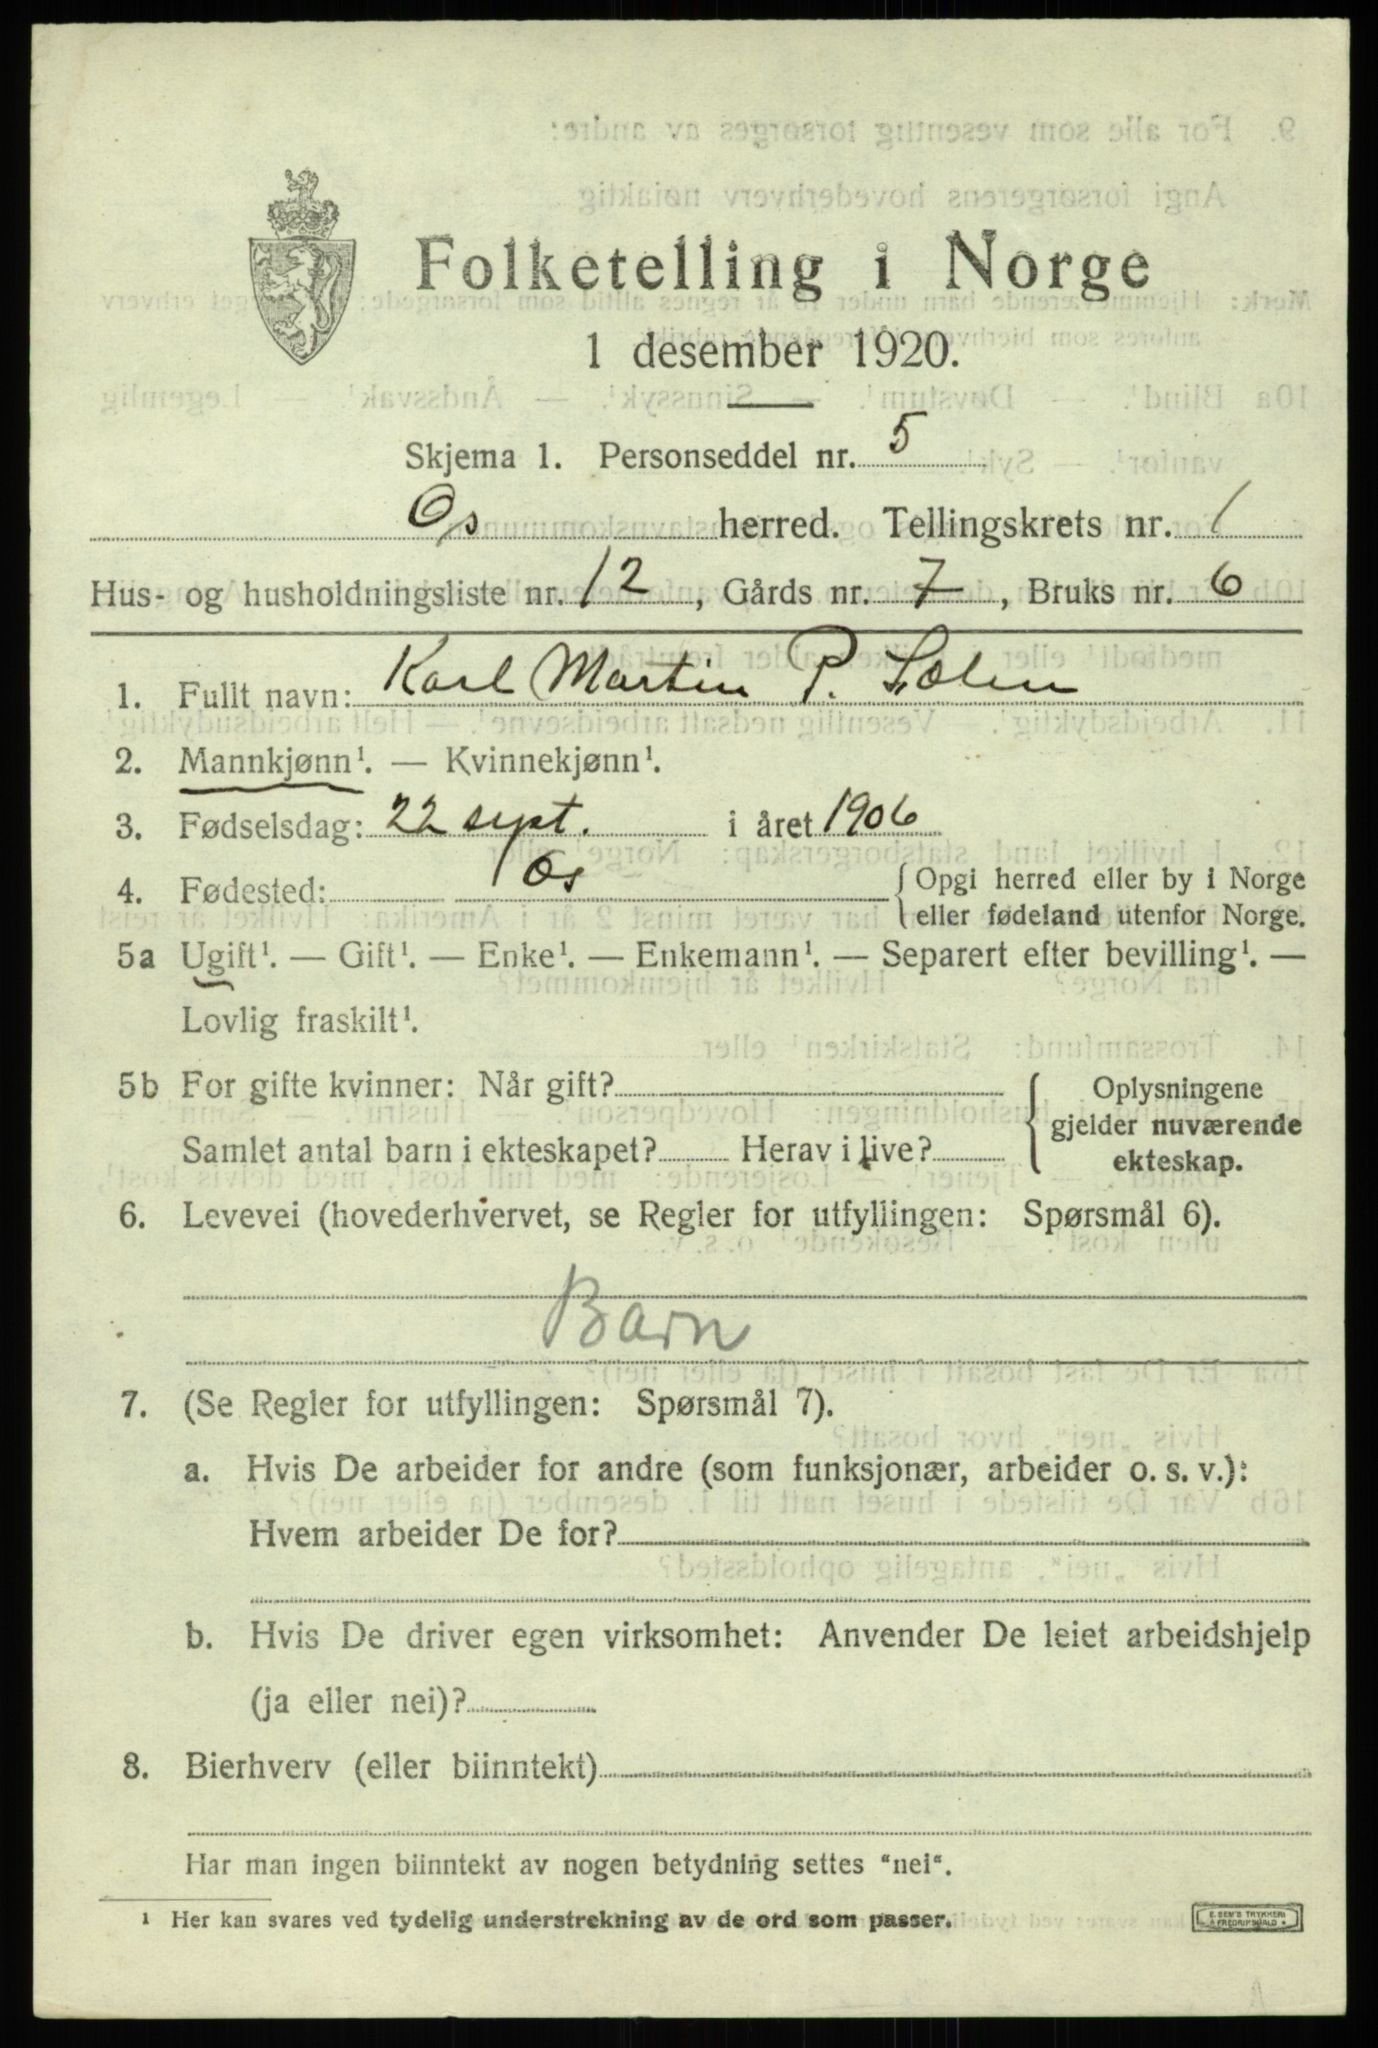 Folketelling i Norge
1 desember 1920.
Skjema 1. Personseddel nr. 5
Os herred. Tellingskrets nr. 1
Hus- og husholdningsliste nr. 12, Gårds nr. 7, Bruks nr. 6
1. Fullt navn: Karl Martin P. Sælen
2. Mannkjønn¹. — Kvinnekjønn¹.
3. Fødselsdag: 22 sept. i året 1906
4. Fødested: Os { Opgi herred eller by i Norge
eller fødeland utenfor Norge.
5a Ugift¹. — Gift¹. — Enke¹. — Enkemann¹. — Separert efter bevilling¹. —
Lovlig fraskilt¹.
5b For gifte kvinner: Når gift? { Oplysningene
gjelder nuværende
ekteskap.
Samlet antal barn i ekteskapet? Herav i live?
6. Levevei (hovederhvervet, se Regler for utfyllingen: Spørsmål 6).
Barn
7. (Se Regler for utfyllingen: Spørsmål 7).
a. Hvis De arbeider for andre (som funksjonær, arbeider o. s. v.):
Hvem arbeider De for?
b. Hvis De driver egen virksomhet: Anvender De leiet arbeidshjelp
(ja eller nei)?
8. Bierhverv (eller biinntekt)
Har man ingen biinntekt av nogen betydning settes "nei".
¹ Her kan svares ved tydelig understrekning av de ord som passer.
E. SEM'S TRYKKERI
FREDRIKSHALD